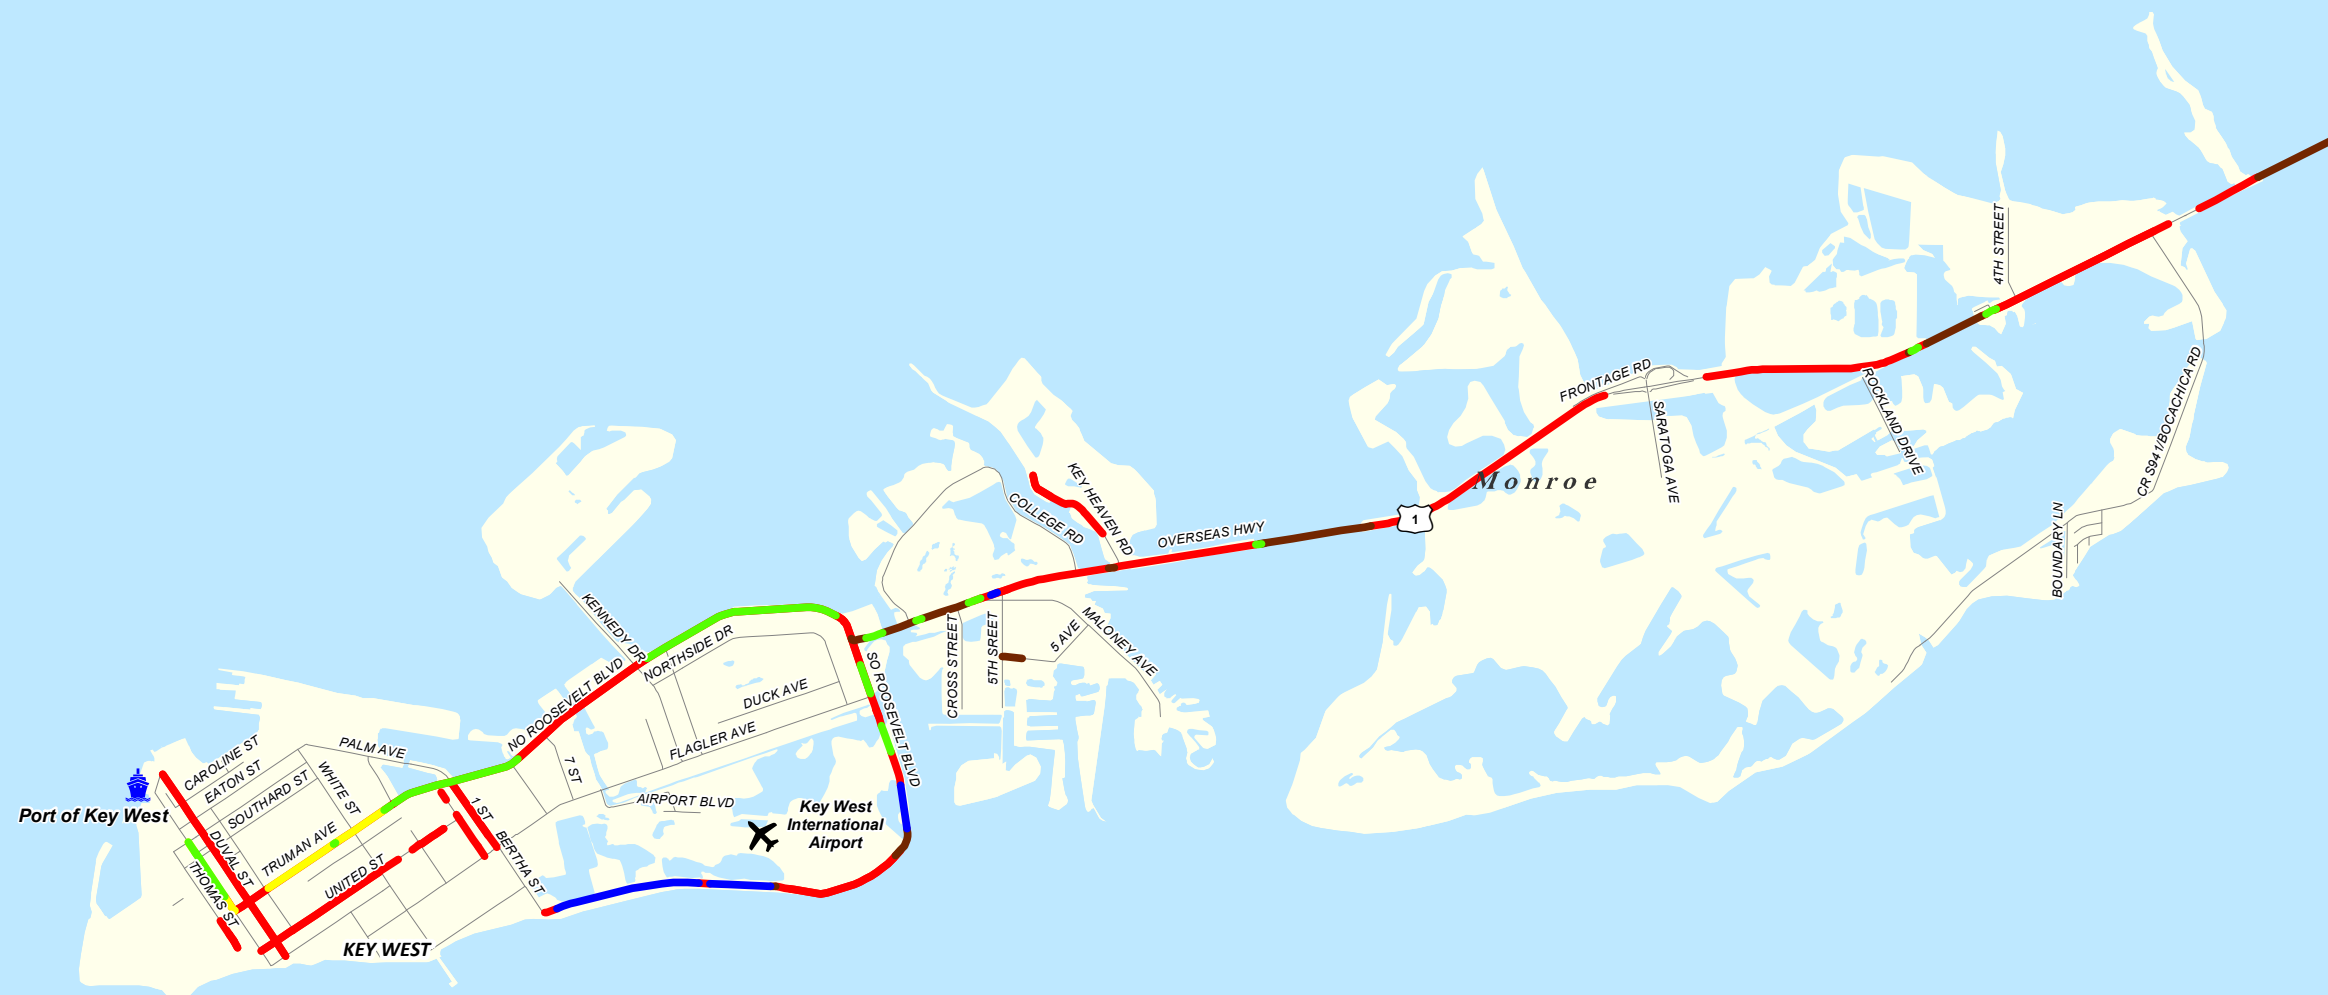 4TH STREET
FRONTAGE RD
SARATOGA AVE
ROCKLAND DRIVE
CR S941/BOCACHICA RD
BOUNDARY LN
Monroe
1
OVERSEAS HWY
KEY HEAVEN RD
COLLEGE RD
KENNEDY DR
NORTHSIDE DR
NO ROOSEVELT BLVD
SO ROOSEVELT BLVD
CROSS STREET
5TH SREET
5 AVE
MALONEY AVE
DUCK AVE
FLAGLER AVE
7 ST
AIRPORT BLVD
Key West
International
Airport
PALM AVE
CAROLINE ST
EATON ST
SOUTHARD ST
WHITE ST
TRUMAN AVE
UNITED ST
1 ST
BERTHA ST
Port of Key West
DUVAL ST
THOMAS ST
KEY WEST